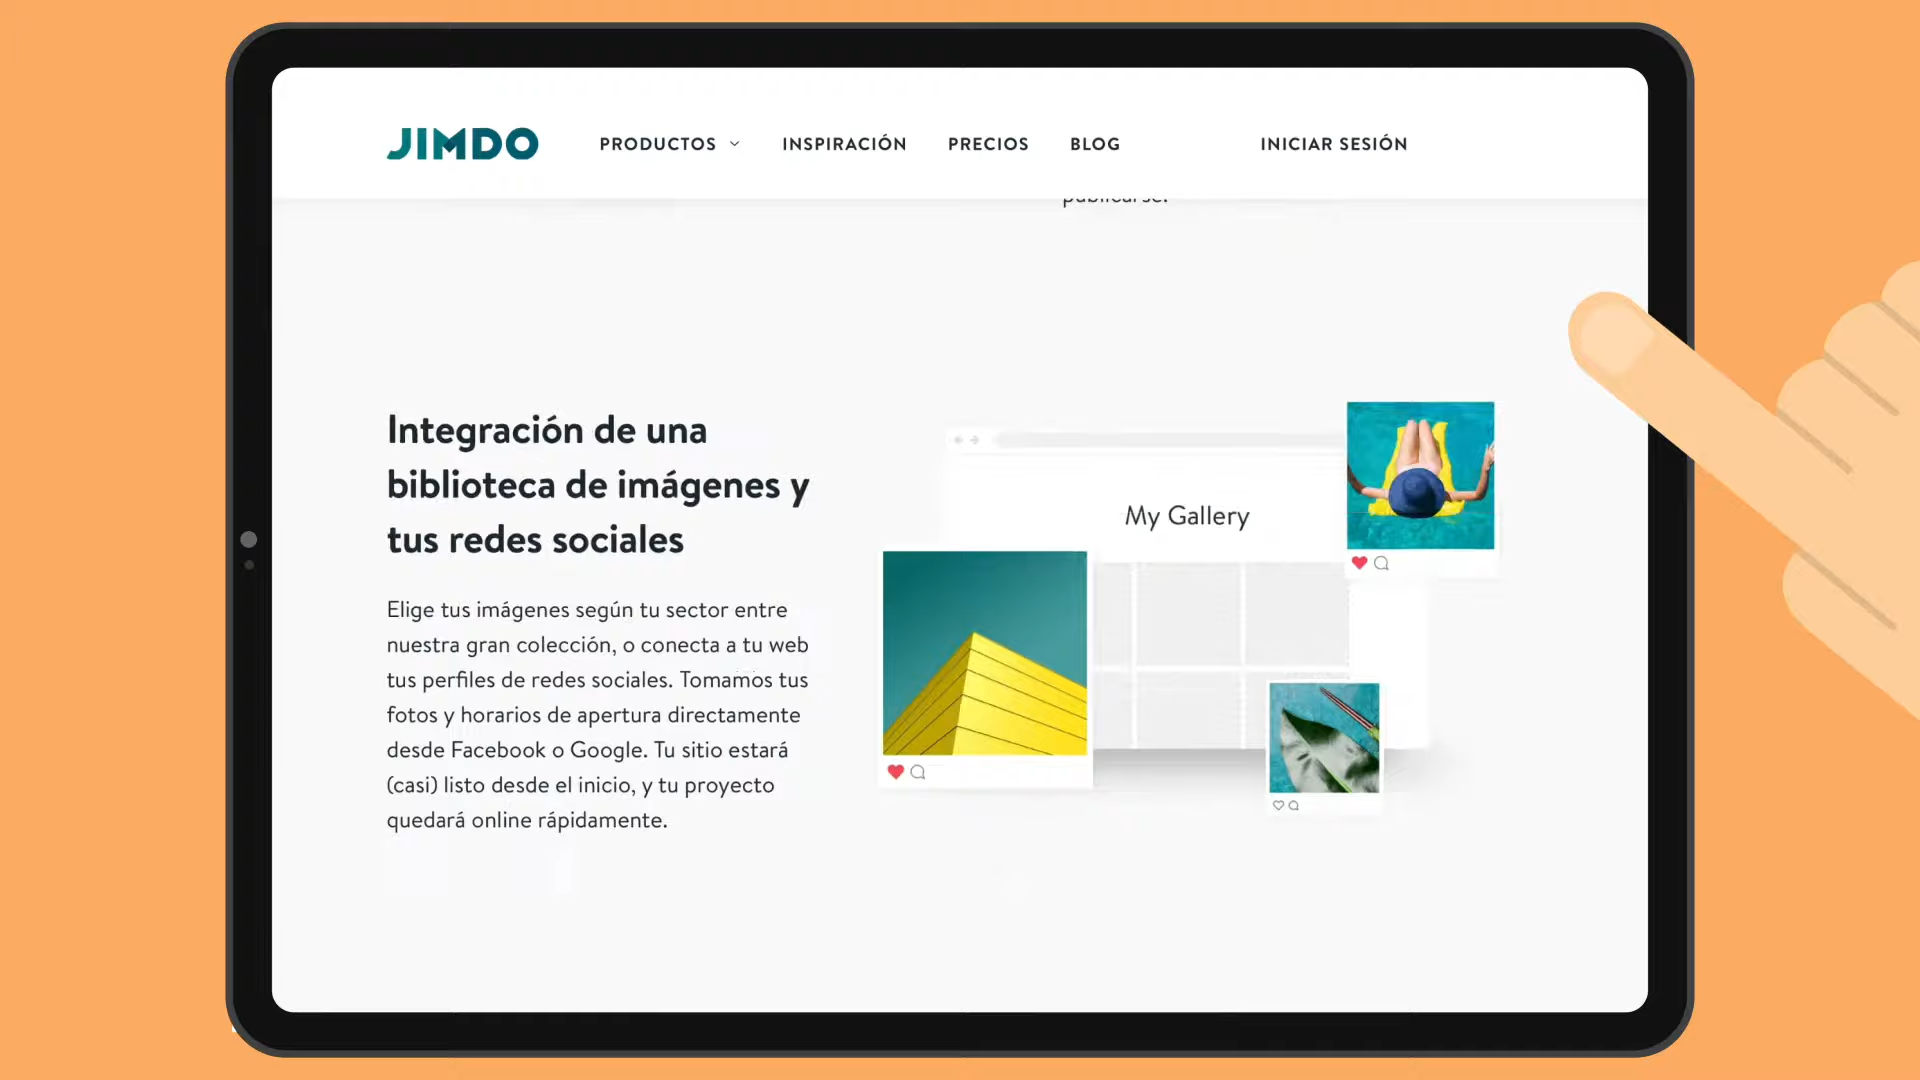 JIMDO
PRODUCTOS
INSPIRACIÓN
PRECIOS
BLOG
INICIAR SESIÓN
publicarse.
Integración de una
biblioteca de imágenes y
tus redes sociales
Elige tus imágenes según tu sector entre
nuestra gran colección, o conecta a tu web
tus perfiles de redes sociales. Tomamos tus
fotos y horarios de apertura directamente
desde Facebook o Google. Tu sitio estará
(casi) listo desde el inicio, y tu proyecto
quedará online rápidamente.
My Gallery